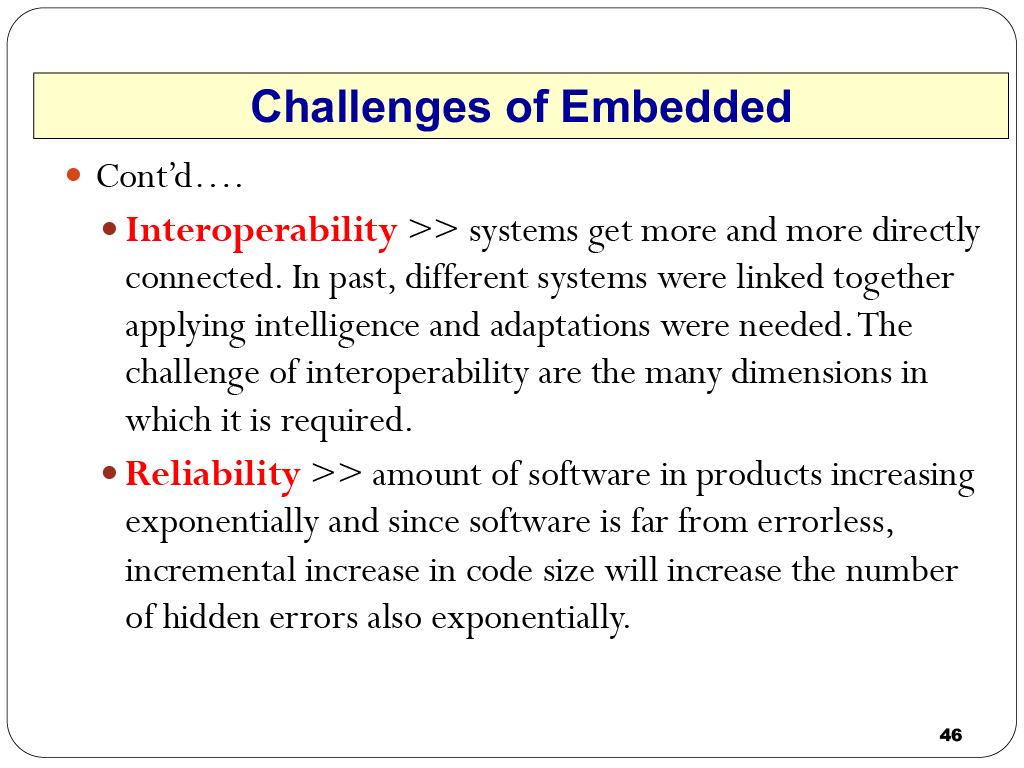 Challenges of Embedded
Cont’d….
Interoperability >> systems get more and more directly
connected. In past, different systems were linked together
applying intelligence and adaptations were needed. The
challenge of interoperability are the many dimensions in
which it is required.
Reliability >> amount of software in products increasing
exponentially and since software is far from errorless,
incremental increase in code size will increase the number
of hidden errors also exponentially.
46